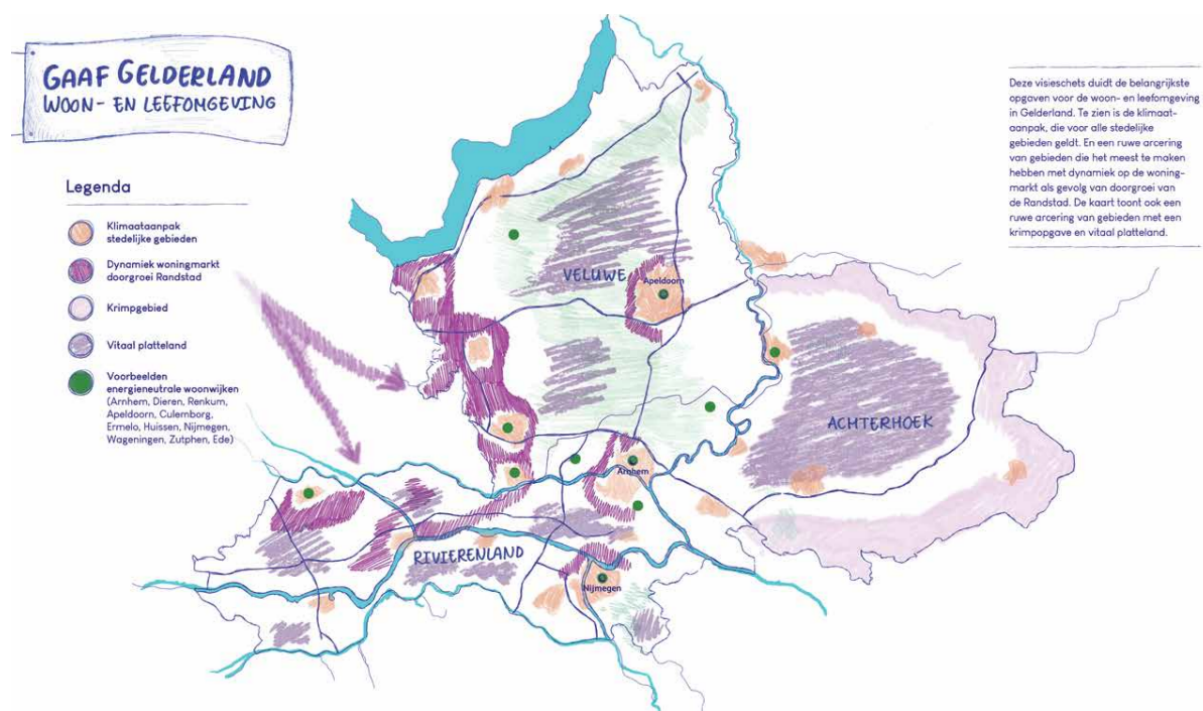 GAAF GELDERLAND
WOON- EN LEEFOMGEVING
Legenda
Klimaataanpak
stedelijke gebieden
Dynamiek woningmarkt
doorgroei Randstad
Krimpgebied
Vitaal platteland
Voorbeelden
energieneutrale woonwijken
(Arnhem, Dieren, Renkum,
Apeldoorn, Culemborg,
Ermelo, Huissen, Nijmegen,
Wageningen, Zutphen, Ede)
Deze visieschets duidt de belangrijkste
opgaven voor de woon- en leefomgeving
in Gelderland. Te zien is de klimaat-
aanpak, die voor alle stedelijke
gebieden geldt. En een ruwe arcering
van gebieden die het meest te maken
hebben met dynamiek op de woning-
markt als gevolg van doorgroei van
de Randstad. De kaart toont ook een
ruwe arcering van gebieden met een
krimpopgave en vitaal platteland.
VELUWE
Apeldoorn
ACHTERHOEK
Arnhem
RIVIERENLAND
Nijmegen